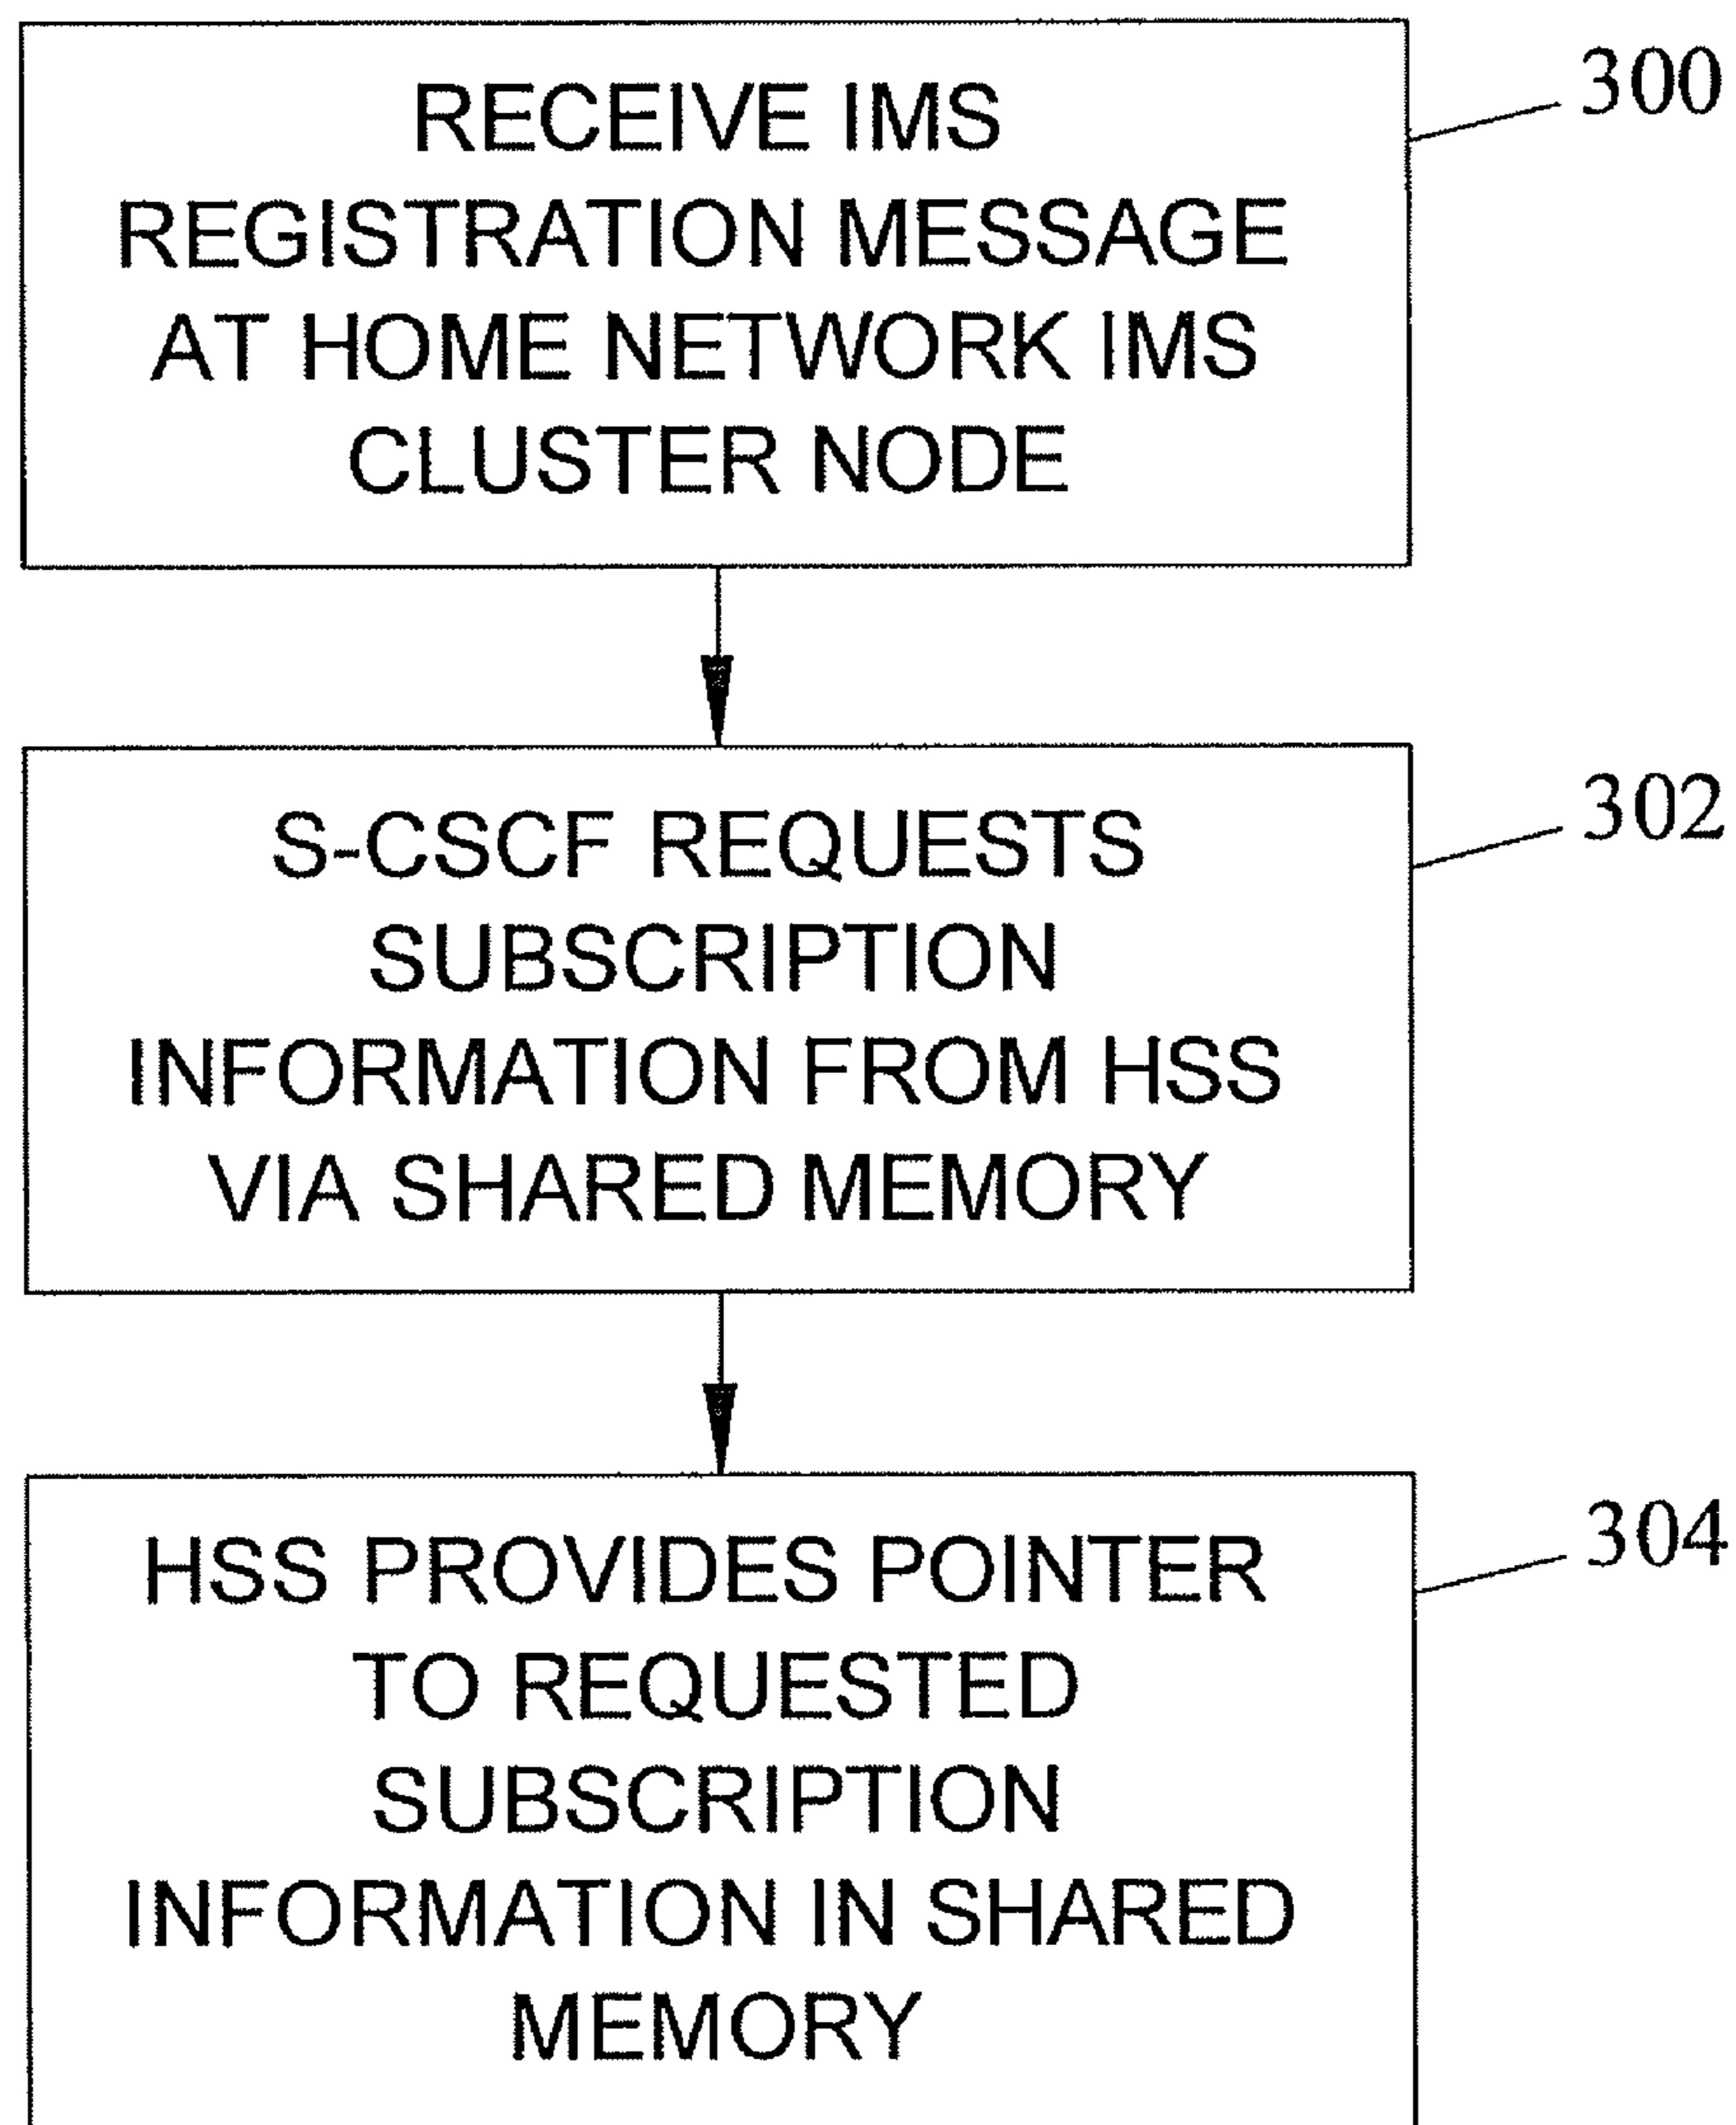 RECEIVE IMS
REGISTRATION MESSAGE
AT HOME NETWORK IMS
CLUSTER NODE
300
S-CSCF REQUESTS
SUBSCRIPTION
INFORMATION FROM HSS
VIA SHARED MEMORY
302
HSS PROVIDES POINTER
TO REQUESTED
SUBSCRIPTION
INFORMATION IN SHARED
MEMORY
304